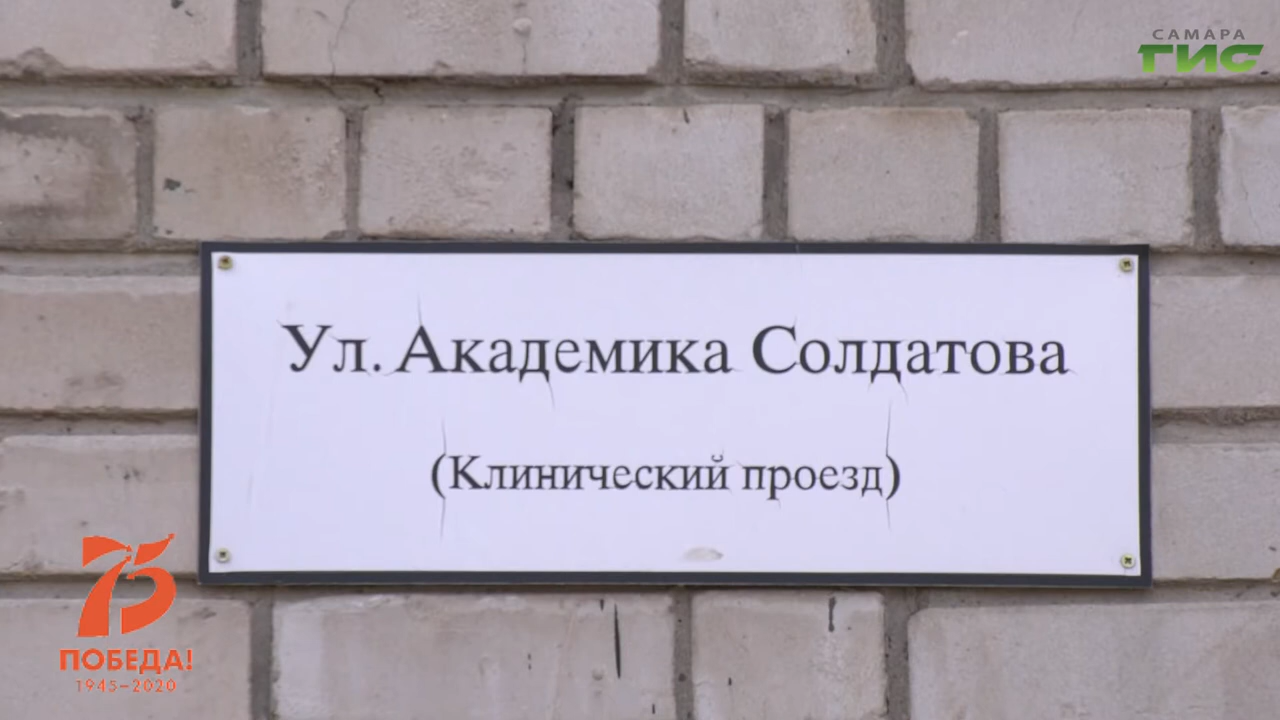 САМАРА
ГИС
Ул. Академика Солдатова
(Клинический проезд)
75
ПОБЕДА!
1945–2020